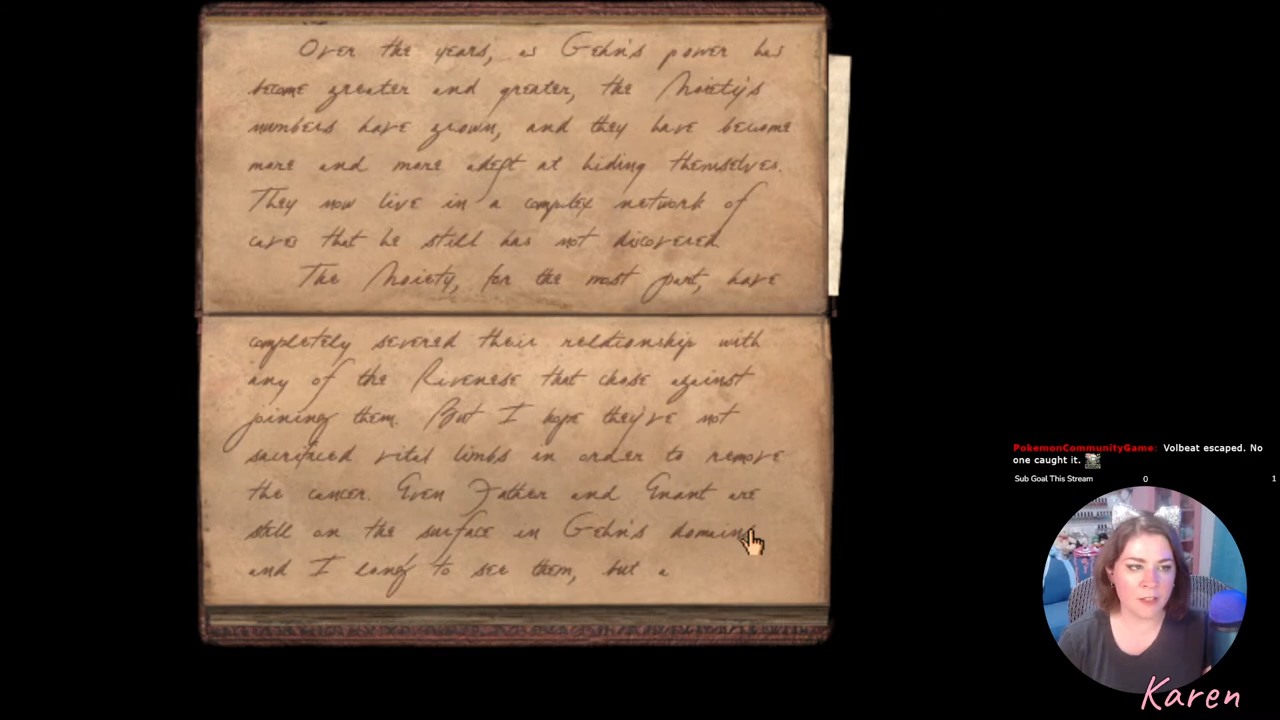 Over the years, as Gehn's power has
become greater and greater, the Moiety's
numbers have grown, and they have become
more and more adept at hiding themselves.
They now live in a complex network of
caves that he still has not discovered
The Moiety, for the most part, have
completely severed their relationship with
any of the Rivenese that chose against
joining them. But I hope they've not
sacrificed vital limbs in order to remove
the cancer. Even Father and Grant are
still on the surface in Gehn's domain,
and I long to see them, but a
PokemonCommunityGame: Volbeat escaped. No
one caught it.
Sub Goal This Stream 0 1
Karen